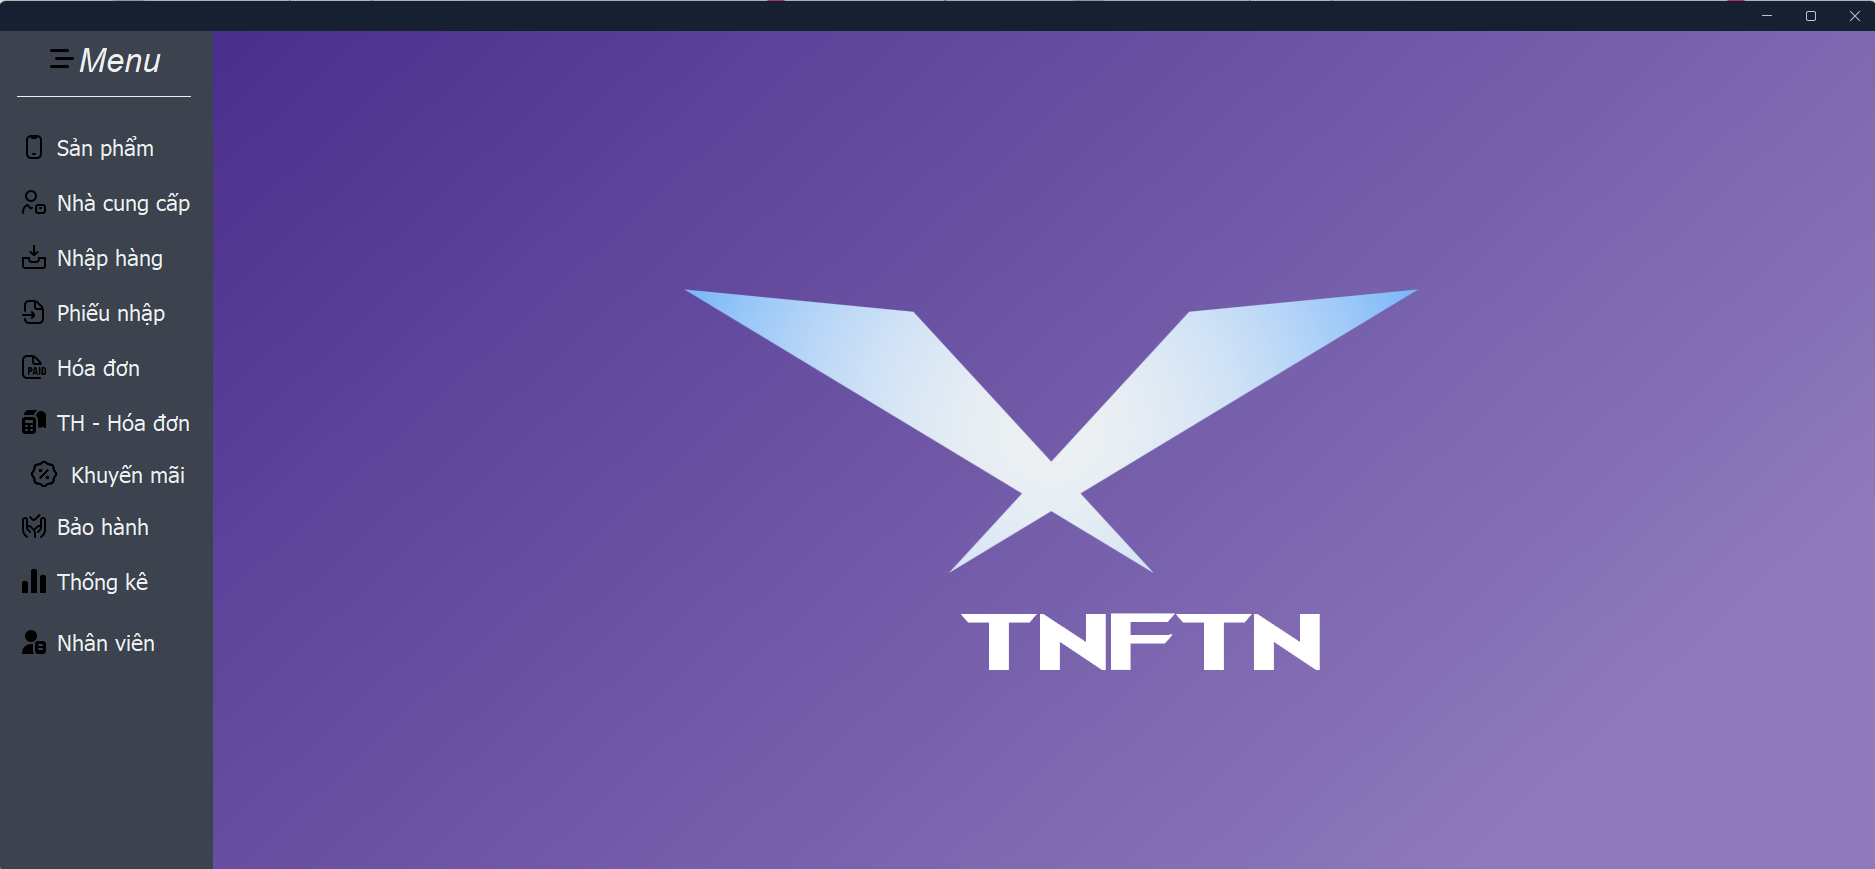 Menu
Sản phẩm
Nhà cung cấp
Nhập hàng
Phiếu nhập
Hóa đơn
PAID
TH - Hóa đơn
Khuyến mãi
Bảo hành
Thống kê
Nhân viên
TNFTN